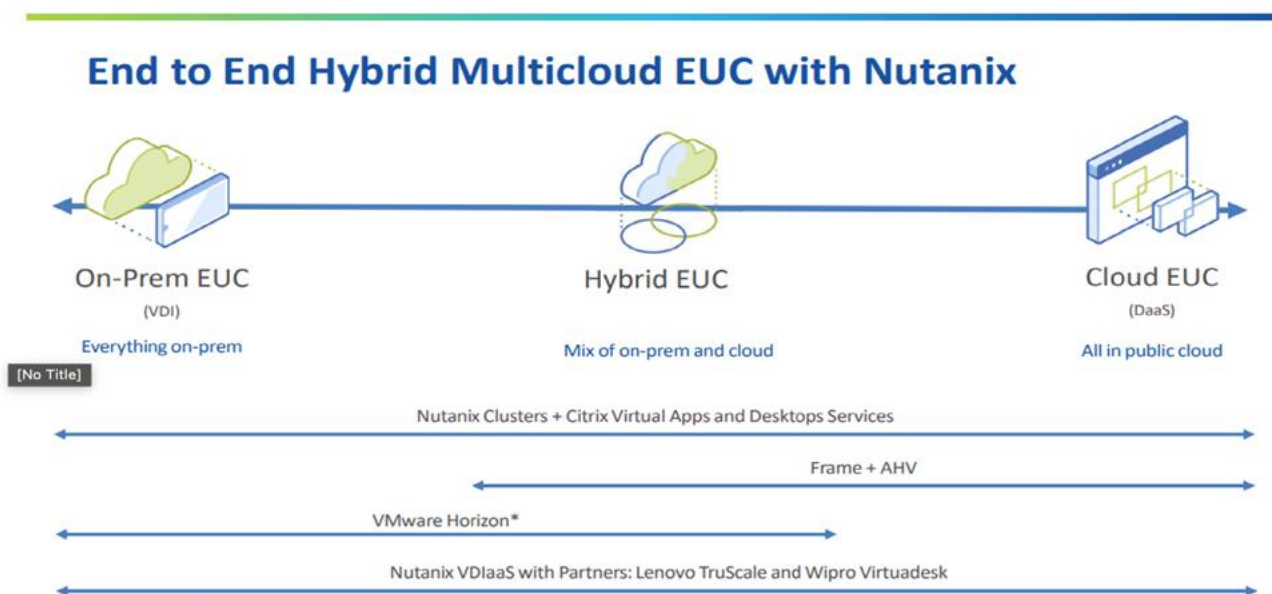 End to End Hybrid Multicloud EUC with Nutanix
On-Prem EUC
(VDI)
Everything on-prem
Hybrid EUC
Mix of on-prem and cloud
Cloud EUC
(DaaS)
All in public cloud
[No Title]
Nutanix Clusters + Citrix Virtual Apps and Desktops Services
Frame + AHV
VMware Horizon*
Nutanix VDIaaS with Partners: Lenovo TruScale and Wipro Virtuadesk